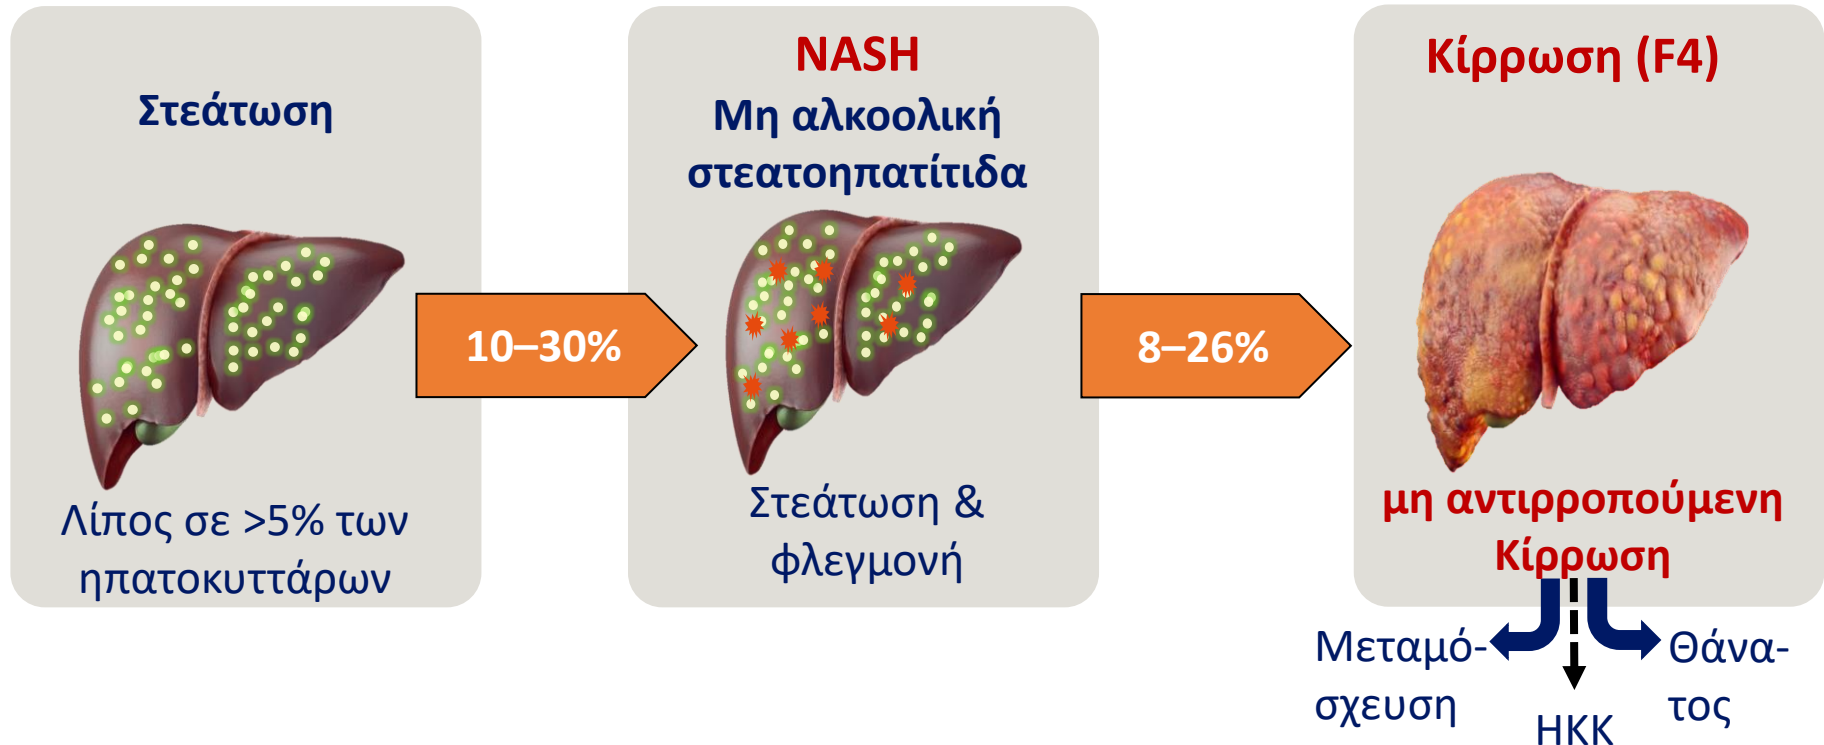 Στεάτωση
Λίπος σε >5% των
ηπατοκυττάρων
10–30%
NASH
Μη αλκοολική
στεατοηπατίτιδα
Στεάτωση &
φλεγμονή
8–26%
Κίρρωση (F4)
μη αντιρροπούμενη
Κίρρωση
Μεταμό-
σχευση
ΗΚΚ
Θάνα-
τος